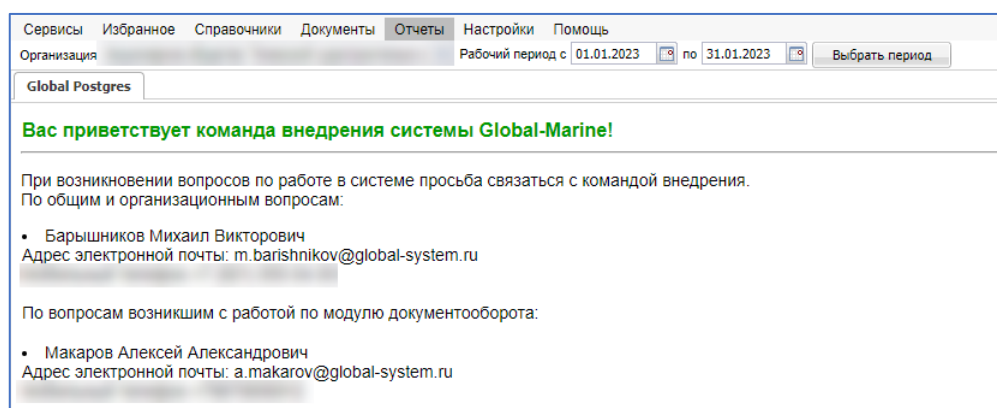 Сервисы Избранное Справочники Документы Отчеты Настройки Помощь
Организация Рабочий период с 01.01.2023 по 31.01.2023 Выбрать период
Global Postgres
Вас приветствует команда внедрения системы Global-Marine!
При возникновении вопросов по работе в системе просьба связаться с командой внедрения.
По общим и организационным вопросам:
• Барышников Михаил Викторович
Адрес электронной почты: m.barishnikov@global-system.ru
По вопросам возникшим с работой по модулю документооборота:
• Макаров Алексей Александрович
Адрес электронной почты: a.makarov@global-system.ru